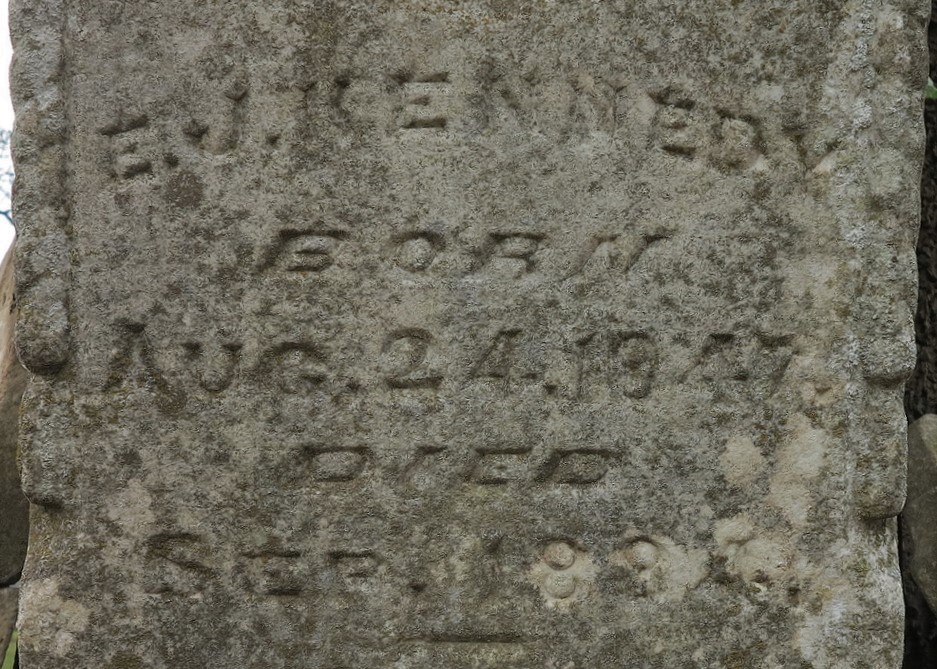 E. J. KENNEDY
BORN
AUG. 24. 1847
DIED
SEP.